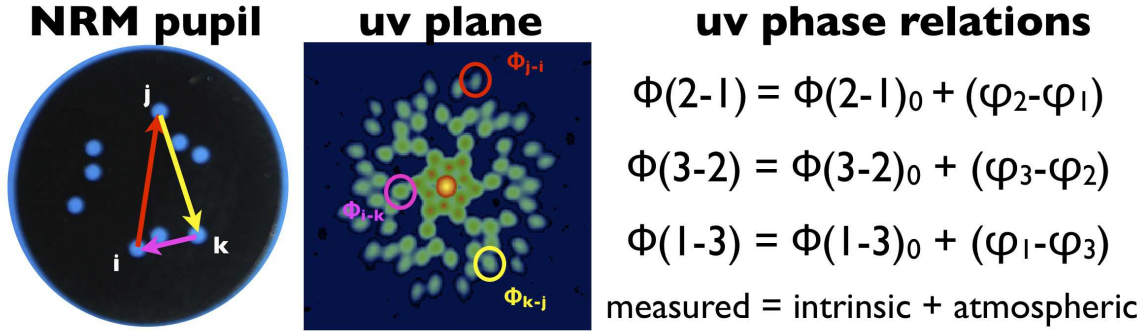 NRM pupil
j
i
k
uv plane
Φj-i
Φi-k
Φk-j
uv phase relations
Φ(2-1) = Φ(2-1)₀ + (φ₂-φ₁)
Φ(3-2) = Φ(3-2)₀ + (φ₃-φ₂)
Φ(1-3) = Φ(1-3)₀ + (φ₁-φ₃)
measured = intrinsic + atmospheric